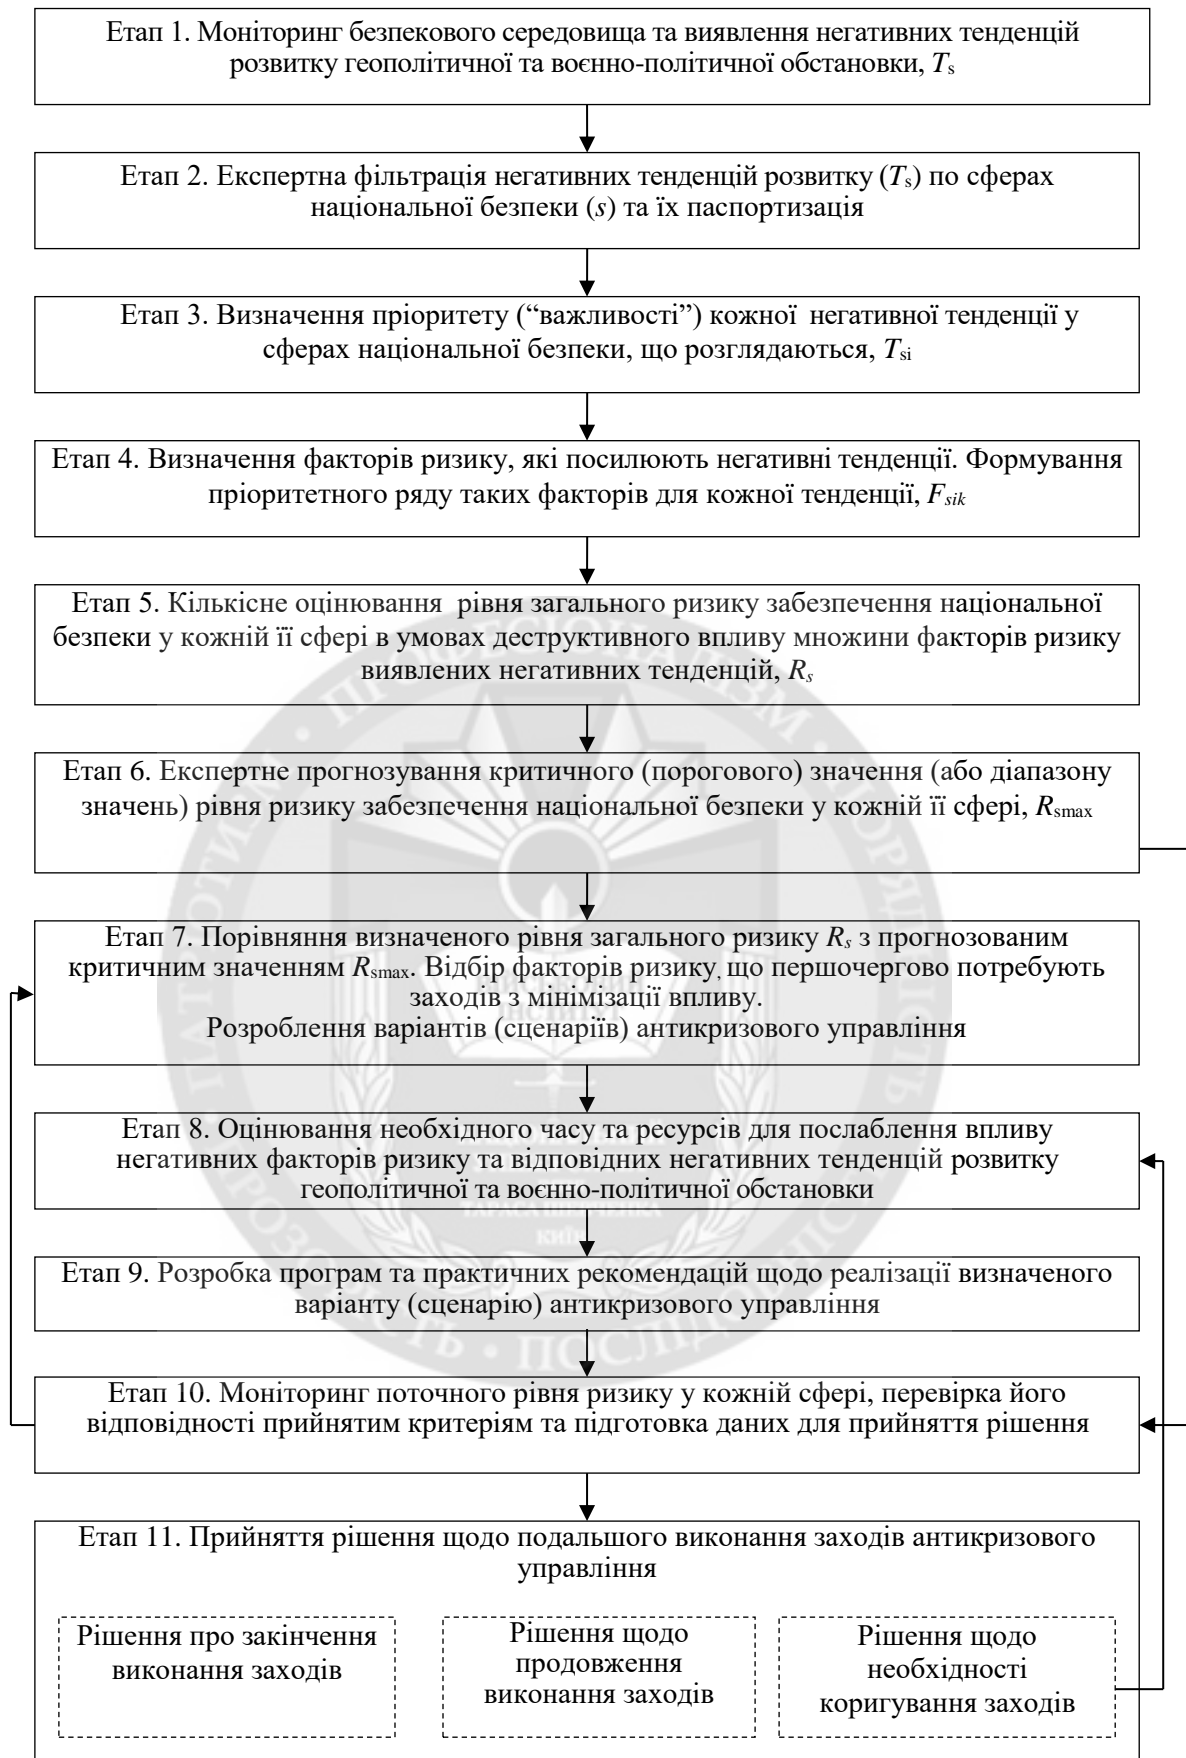 Етап 1. Моніторинг безпекового середовища та виявлення негативних тенденцій
розвитку геополітичної та воєнно-політичної обстановки, Ts
Етап 2. Експертна фільтрація негативних тенденцій розвитку (Ts) по сферах
національної безпеки (s) та їх паспортизація
Етап 3. Визначення пріоритету (“важливості”) кожної негативної тенденції у
сферах національної безпеки, що розглядаються, Tsi
Етап 4. Визначення факторів ризику, які посилюють негативні тенденції. Формування
пріоритетного ряду таких факторів для кожної тенденції, Fsik
Етап 5. Кількісне оцінювання рівня загального ризику забезпечення національної
безпеки у кожній її сфері в умовах деструктивного впливу множини факторів ризику
виявлених негативних тенденцій, Rs
Етап 6. Експертне прогнозування критичного (порогового) значення (або діапазону
значень) рівня ризику забезпечення національної безпеки у кожній її сфері, Rsmax
Етап 7. Порівняння визначеного рівня загального ризику Rs з прогнозованим
критичним значенням Rsmax. Відбір факторів ризику, що першочергово потребують
заходів з мінімізації впливу.
Розроблення варіантів (сценаріїв) антикризового управління
Етап 8. Оцінювання необхідного часу та ресурсів для послаблення впливу
негативних факторів ризику та відповідних негативних тенденцій розвитку
геополітичної та воєнно-політичної обстановки
Етап 9. Розробка програм та практичних рекомендацій щодо реалізації визначеного
варіанту (сценарію) антикризового управління
Етап 10. Моніторинг поточного рівня ризику у кожній сфері, перевірка його
відповідності прийнятим критеріям та підготовка даних для прийняття рішення
Етап 11. Прийняття рішення щодо подальшого виконання заходів антикризового
управління
Рішення про закінчення
виконання заходів
Рішення щодо
продовження
виконання заходів
Рішення щодо
необхідності
коригування заходів
ПАТРІОТИЗМ • ПРОФЕСІОНАЛІЗМ • ПОРЯДНІСТЬ
ПРОЗОРІСТЬ • ПОСЛІДОВНІСТЬ
ІНСТИТУТ
ТАРАСА ШЕВЧЕНКА